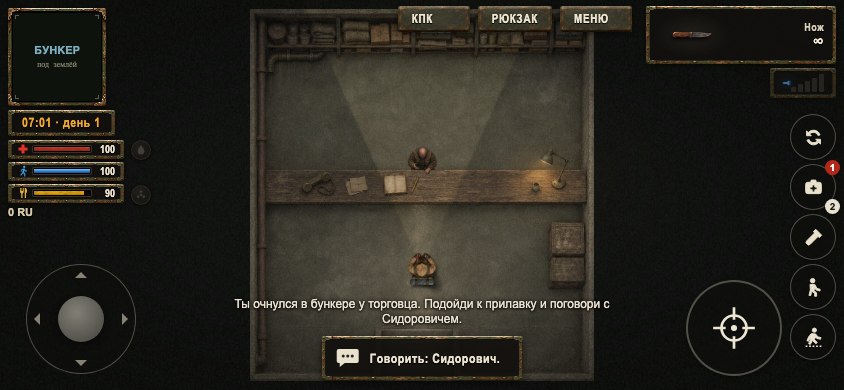 КПК
РЮКЗАК
МЕНЮ
Нож
∞
БУНКЕР
под землёй
07:01 · день 1
100
100
90
0 RU
1
2
Ты очнулся в бункере у торговца. Подойди к прилавку и поговори с
Сидоровичем.
Говорить: Сидорович.